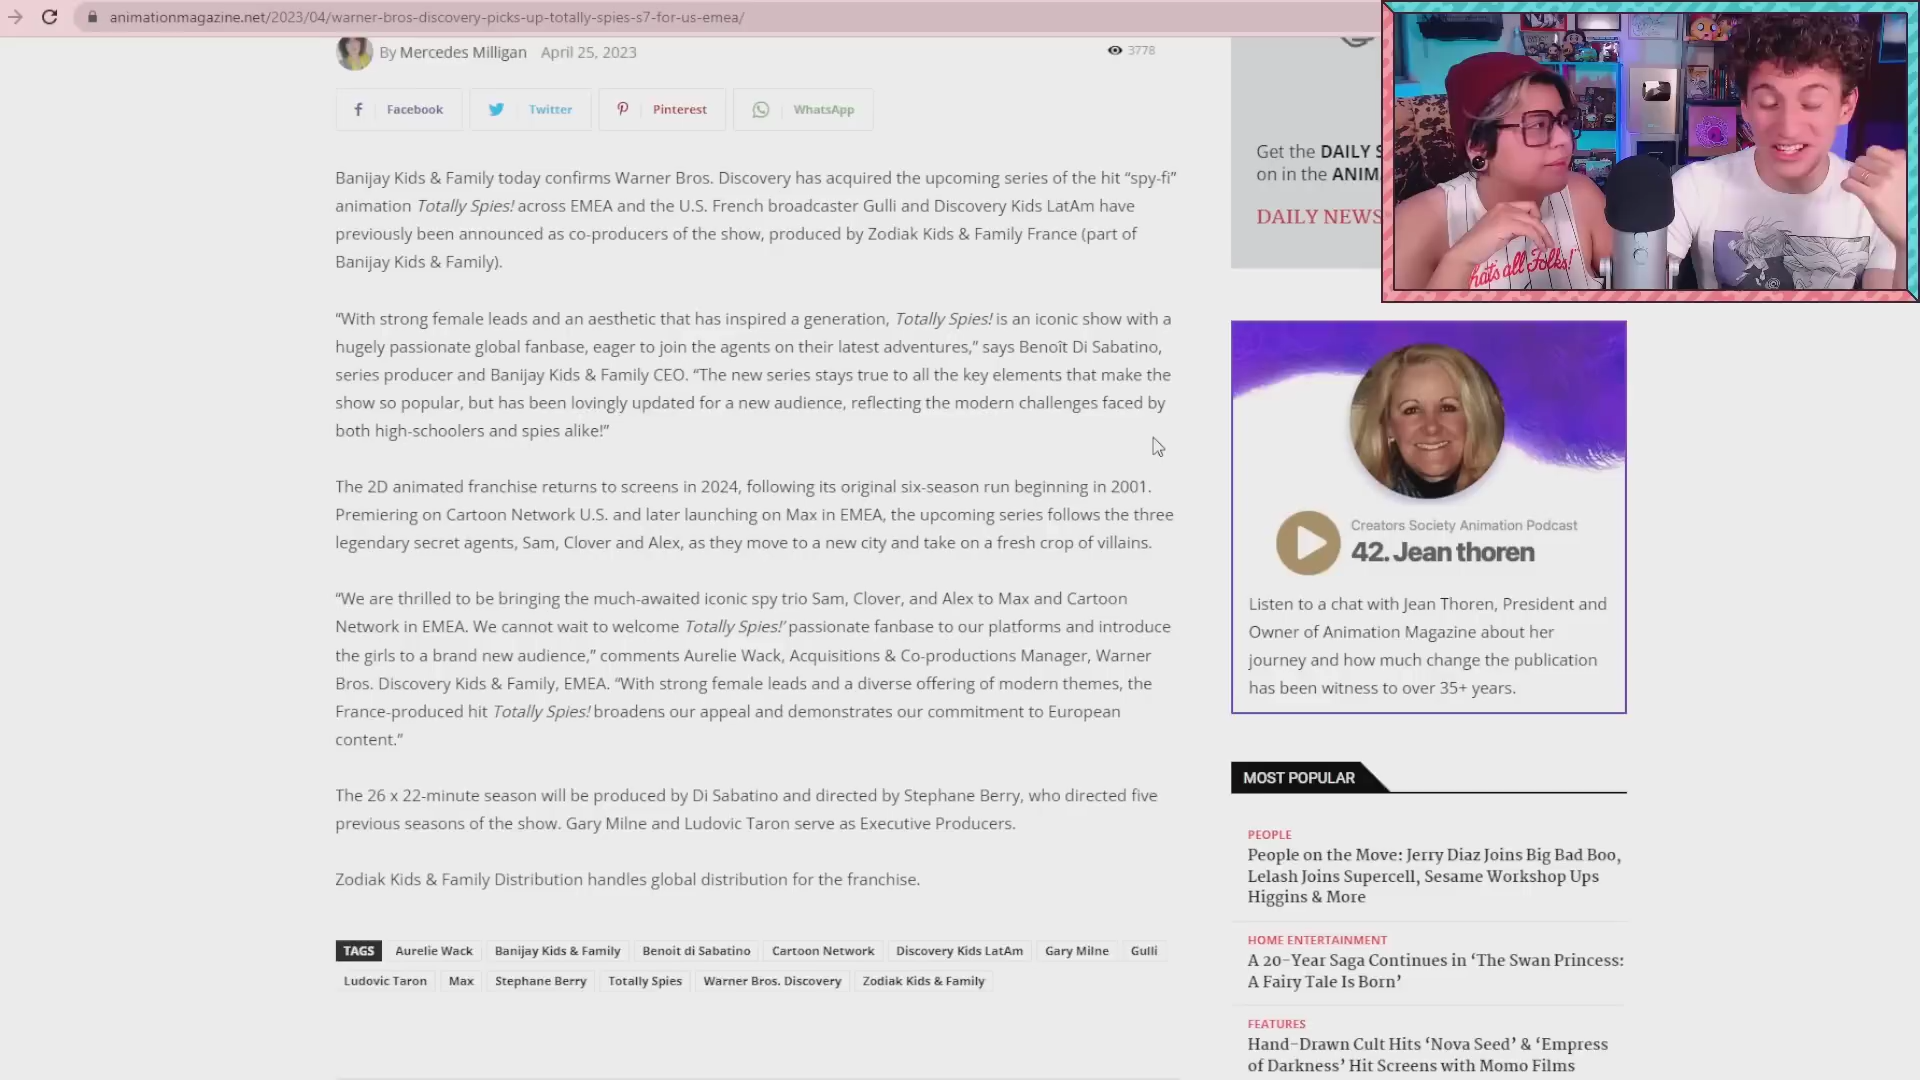 animationmagazine.net/2023/04/warner-bros-discovery-picks-up-totally-spies-s7-for-us-emea/
By Mercedes Milligan April 25, 2023 3778
Facebook Twitter Pinterest WhatsApp
Banijay Kids & Family today confirms Warner Bros. Discovery has acquired the upcoming series of the hit “spy-fi”
animation Totally Spies! across EMEA and the U.S. French broadcaster Gulli and Discovery Kids LatAm have
previously been announced as co-producers of the show, produced by Zodiak Kids & Family France (part of
Banijay Kids & Family).
“With strong female leads and an aesthetic that has inspired a generation, Totally Spies! is an iconic show with a
hugely passionate global fanbase, eager to join the agents on their latest adventures,” says Benoît Di Sabatino,
series producer and Banijay Kids & Family CEO. “The new series stays true to all the key elements that make the
show so popular, but has been lovingly updated for a new audience, reflecting the modern challenges faced by
both high-schoolers and spies alike!”
The 2D animated franchise returns to screens in 2024, following its original six-season run beginning in 2001.
Premiering on Cartoon Network U.S. and later launching on Max in EMEA, the upcoming series follows the three
legendary secret agents, Sam, Clover and Alex, as they move to a new city and take on a fresh crop of villains.
“We are thrilled to be bringing the much-awaited iconic spy trio Sam, Clover, and Alex to Max and Cartoon
Network in EMEA. We cannot wait to welcome Totally Spies!’ passionate fanbase to our platforms and introduce
the girls to a brand new audience,” comments Aurelie Wack, Acquisitions & Co-productions Manager, Warner
Bros. Discovery Kids & Family, EMEA. “With strong female leads and a diverse offering of modern themes, the
France-produced hit Totally Spies! broadens our appeal and demonstrates our commitment to European
content.”
The 26 x 22-minute season will be produced by Di Sabatino and directed by Stephane Berry, who directed five
previous seasons of the show. Gary Milne and Ludovic Taron serve as Executive Producers.
Zodiak Kids & Family Distribution handles global distribution for the franchise.
TAGS Aurelie Wack Banijay Kids & Family Benoit di Sabatino Cartoon Network Discovery Kids LatAm Gary Milne Gulli
Ludovic Taron Max Stephane Berry Totally Spies Warner Bros. Discovery Zodiak Kids & Family
Get the DAILY
on in the ANIM
DAILY NEWS
hat's all Folks!
Creators Society Animation Podcast
42. Jean thoren
Listen to a chat with Jean Thoren, President and
Owner of Animation Magazine about her
journey and how much change the publication
has been witness to over 35+ years.
MOST POPULAR
PEOPLE
People on the Move: Jerry Diaz Joins Big Bad Boo,
Lelash Joins Supercell, Sesame Workshop Ups
Higgins & More
HOME ENTERTAINMENT
A 20-Year Saga Continues in ‘The Swan Princess:
A Fairy Tale Is Born’
FEATURES
Hand-Drawn Cult Hits ‘Nova Seed’ & ‘Empress
of Darkness’ Hit Screens with Momo Films